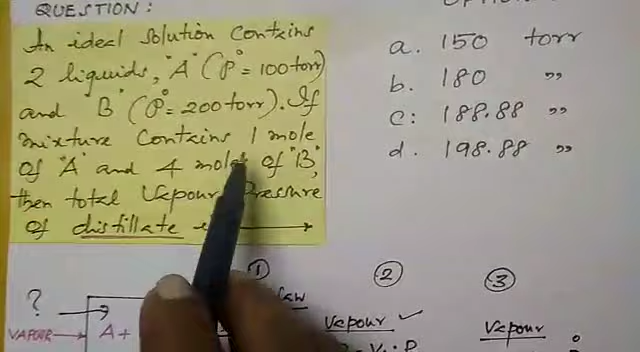 QUESTION:
An ideal solution contains
2 liquids, "A" (P° = 100 torr)
and "B" (P° = 200 torr). If
mixture contains 1 mole
of "A" and 4 moles of "B",
then total Vapour Pressure
of distillate
a. 150 torr
b. 180 "
c: 188.88 "
d. 198.88 "
?
VAPOUR
A +
1
law
2
Vapour ✓
3
Vapour